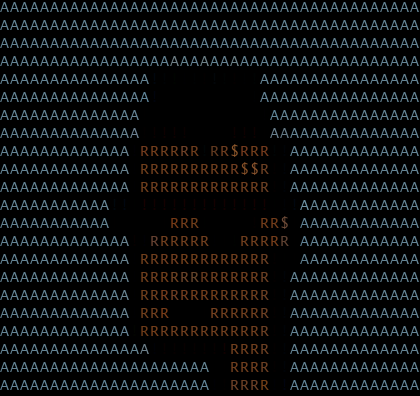 AAAAAAAAAAAAAAAAAAAAAAAAAAAAAAAAAAAAAAAAAA
AAAAAAAAAAAAAAAAAAAAAAAAAAAAAAAAAAAAAAAAAA
AAAAAAAAAAAAAAAAAAAAAAAAAAAAAAAAAAAAAAAAAA
AAAAAAAAAAAAAAAAAAAAAAAAAAAAAAAAAAAAAAAAAA
AAAAAAAAAAAAAAA           AAAAAAAAAAAAAAAA
AAAAAAAAAAAAAAA           AAAAAAAAAAAAAAAA
AAAAAAAAAAAAAA             AAAAAAAAAAAAAAA
AAAAAAAAAAAAAA             AAAAAAAAAAAAAAA
AAAAAAAAAAAAA RRRRRR RR$RRR  AAAAAAAAAAAAA
AAAAAAAAAAAAA RRRRRRRRRR$$R  AAAAAAAAAAAAA
AAAAAAAAAAAAA RRRRRRRRRRRRR  AAAAAAAAAAAAA
AAAAAAAAAAA                   AAAAAAAAAAAA
AAAAAAAAAAA      RRR      RR$ AAAAAAAAAAAA
AAAAAAAAAAAAA  RRRRRR   RRRRR AAAAAAAAAAAA
AAAAAAAAAAAAA RRRRRRRRRRRRR   AAAAAAAAAAAA
AAAAAAAAAAAAA RRRRRRRRRRRRR  AAAAAAAAAAAAA
AAAAAAAAAAAAA RRRRRRRRRRRRR  AAAAAAAAAAAAA
AAAAAAAAAAAAA RRR    RRRRRR  AAAAAAAAAAAAA
AAAAAAAAAAAAA RRRRRRRRRRRRR  AAAAAAAAAAAAA
AAAAAAAAAAAAAAA        RRRR  AAAAAAAAAAAAA
AAAAAAAAAAAAAAAAAAAAA  RRRR  AAAAAAAAAAAAA
AAAAAAAAAAAAAAAAAAAAA  RRRR  AAAAAAAAAAAAA